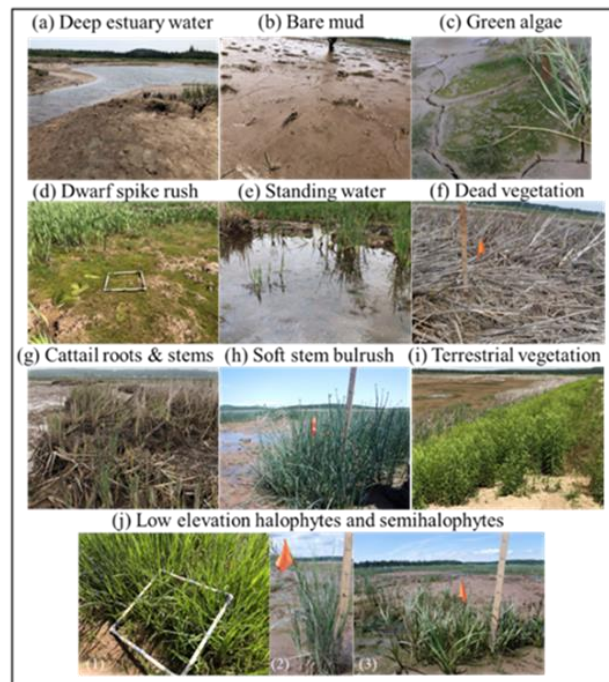 (a) Deep estuary water (b) Bare mud (c) Green algae
(d) Dwarf spike rush (e) Standing water (f) Dead vegetation
(g) Cattail roots & stems (h) Soft stem bulrush (i) Terrestrial vegetation
(j) Low elevation halophytes and semihalophytes
(1) (2) (3)